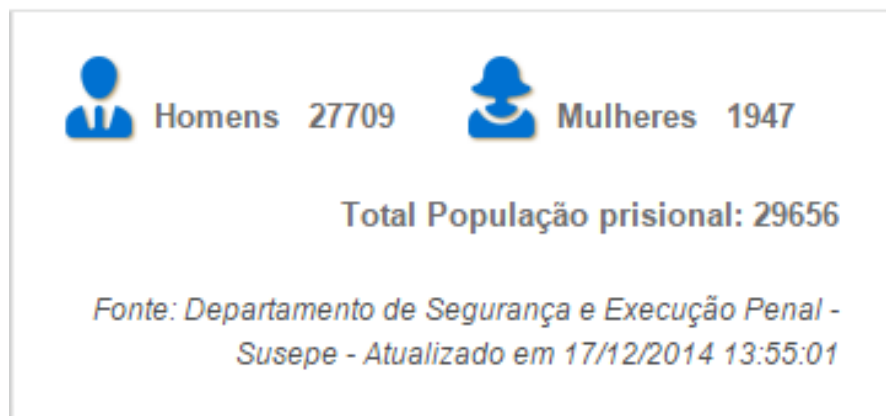 Homens 27709 Mulheres 1947
Total População prisional: 29656
Fonte: Departamento de Segurança e Execução Penal -
Susepe - Atualizado em 17/12/2014 13:55:01